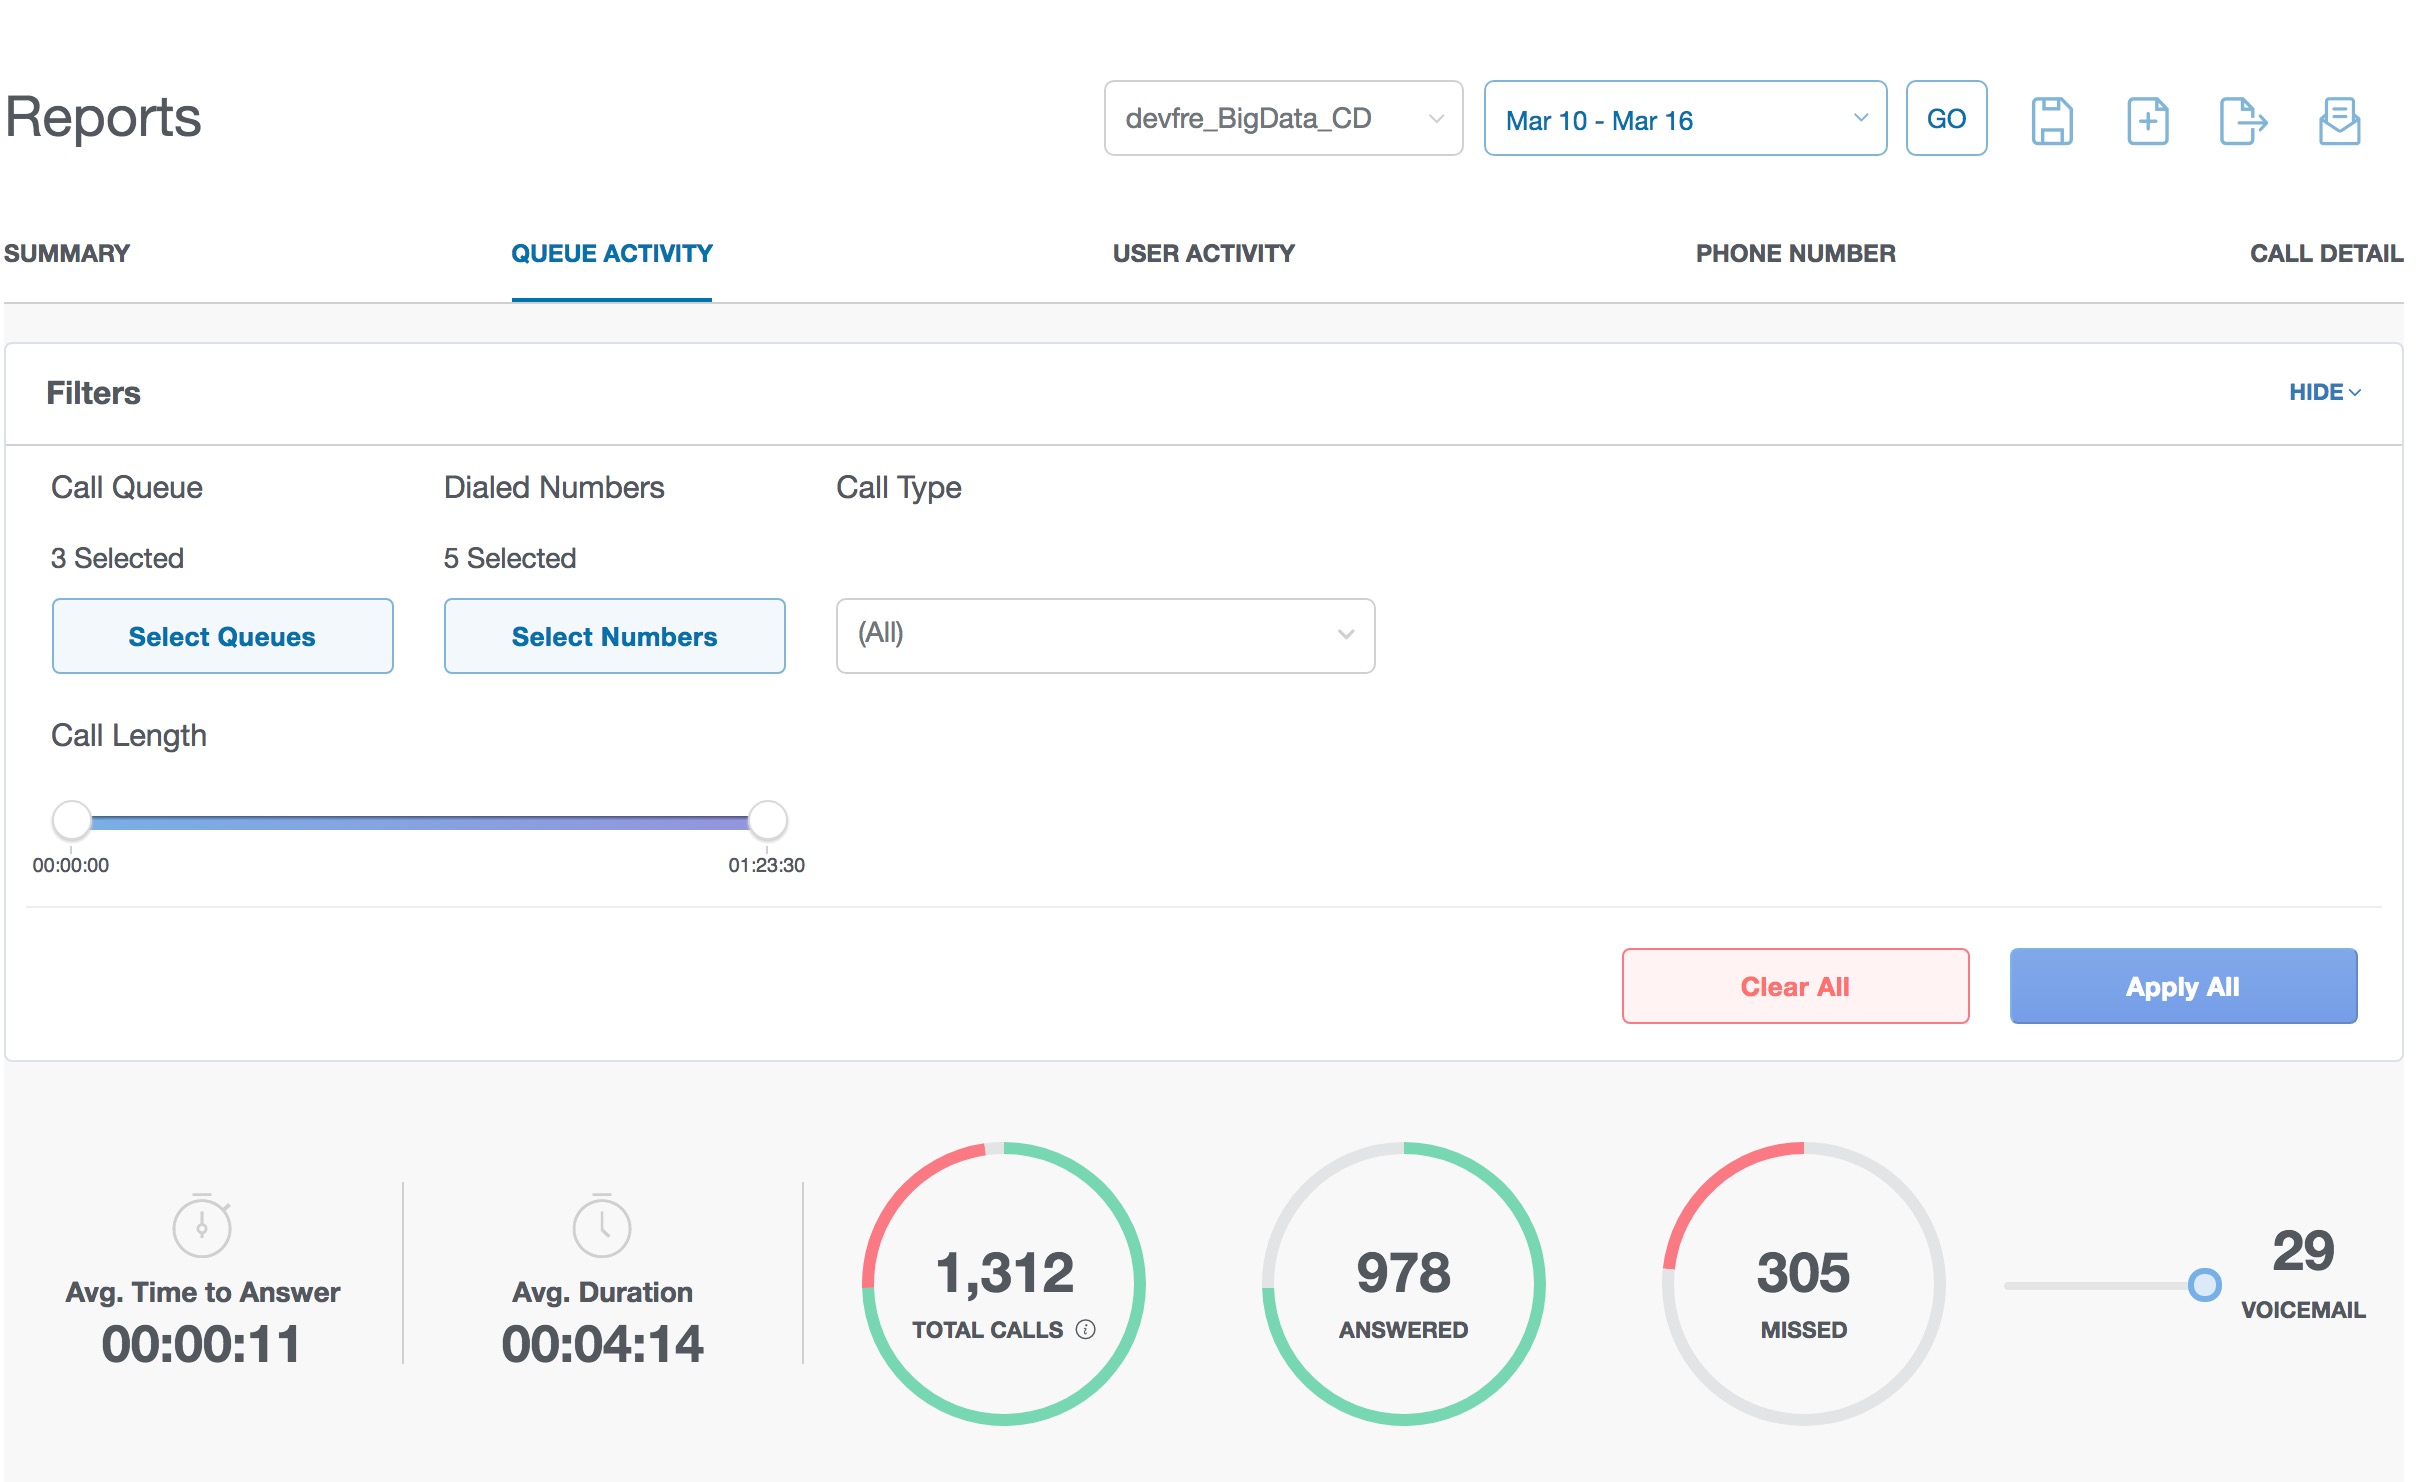 Reports
devfre_BigData_CD
Mar 10 - Mar 16
GO
SUMMARY
QUEUE ACTIVITY
USER ACTIVITY
PHONE NUMBER
CALL DETAIL
Filters
HIDE
Call Queue
Dialed Numbers
Call Type
3 Selected
5 Selected
Select Queues
Select Numbers
(All)
Call Length
00:00:00
01:23:30
Clear All
Apply All
Avg. Time to Answer
00:00:11
Avg. Duration
00:04:14
1,312
TOTAL CALLS
978
ANSWERED
305
MISSED
29
VOICEMAIL